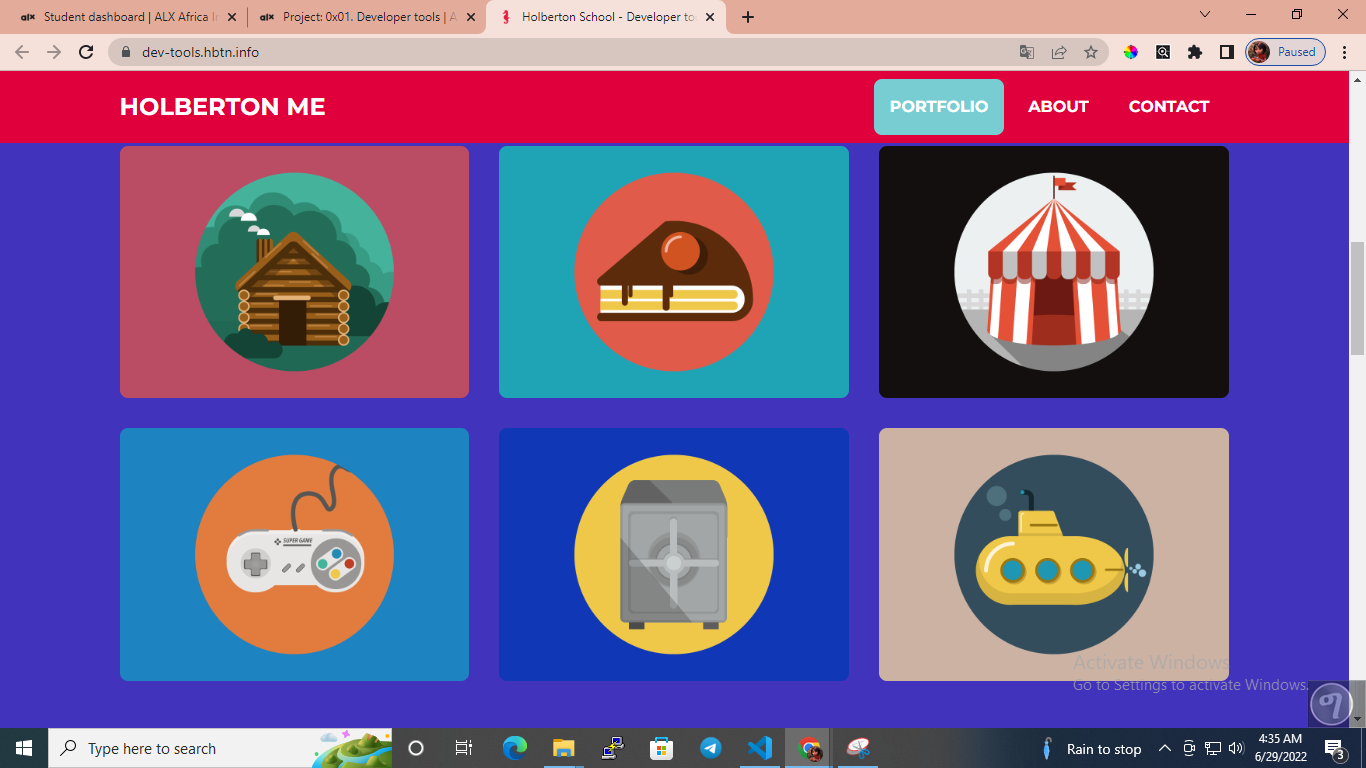 alx Student dashboard | ALX Africa I
alx Project: 0x01. Developer tools | A
Holberton School - Developer to
dev-tools.hbtn.info
Paused
HOLBERTON ME
PORTFOLIO
ABOUT
CONTACT
SUPER GAME
Activate Windows
Go to Settings to activate Windows.
Type here to search
Rain to stop
4:35 AM
6/29/2022
3